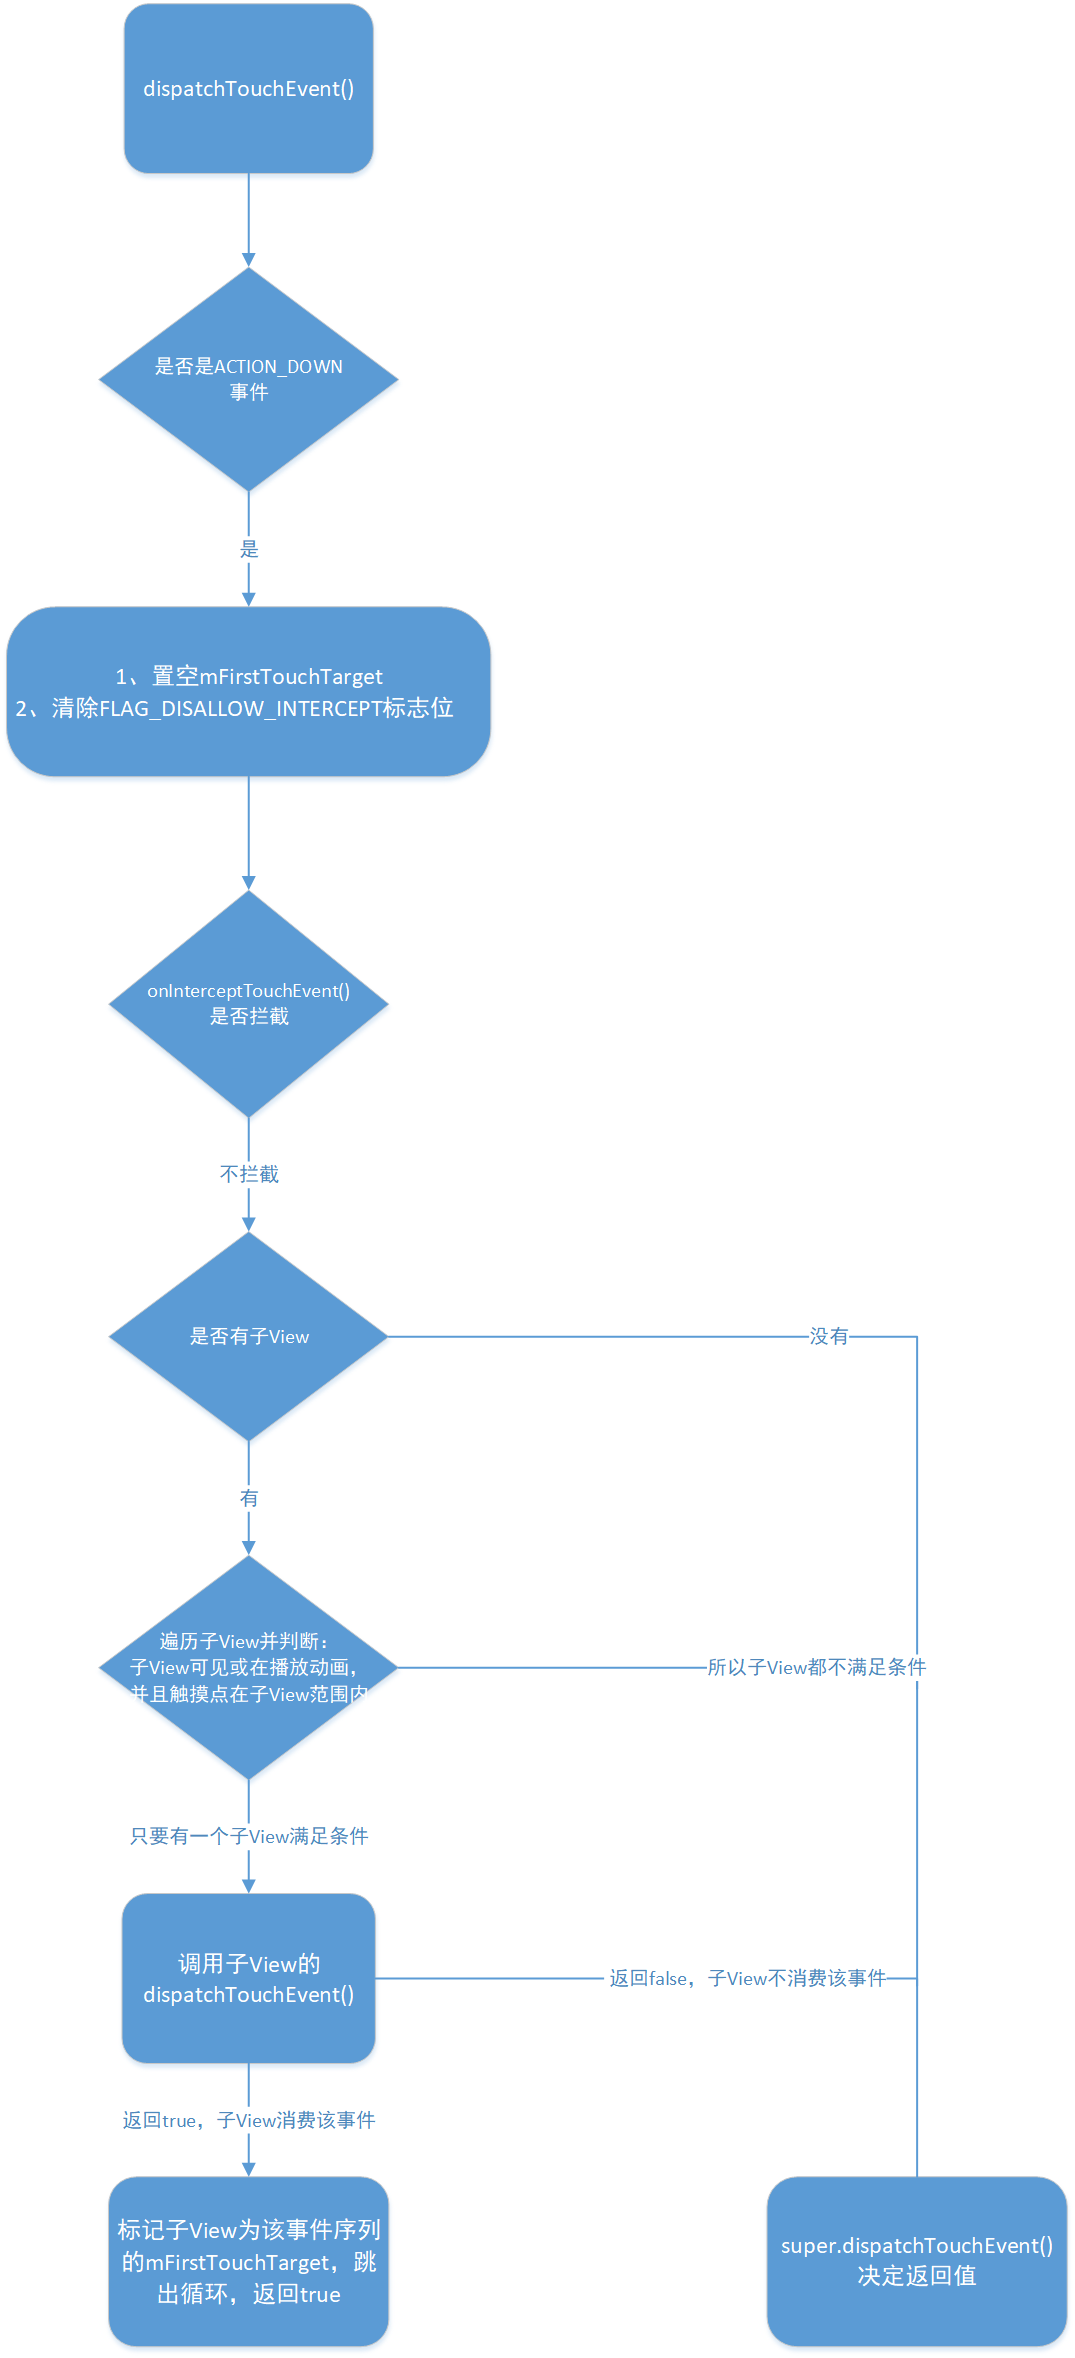 dispatchTouchEvent()
是否是ACTION_DOWN
事件
是
1、置空mFirstTouchTarget
2、清除FLAG_DISALLOW_INTERCEPT标志位
onInterceptTouchEvent()
是否拦截
不拦截
是否有子View
没有
有
遍历子View并判断：
子View可见或在播放动画，
并且触摸点在子View范围内
所以子View都不满足条件
只要有一个子View满足条件
调用子View的
dispatchTouchEvent()
返回false，子View不消费该事件
返回true，子View消费该事件
标记子View为该事件序列
的mFirstTouchTarget，跳
出循环，返回true
super.dispatchTouchEvent()
决定返回值